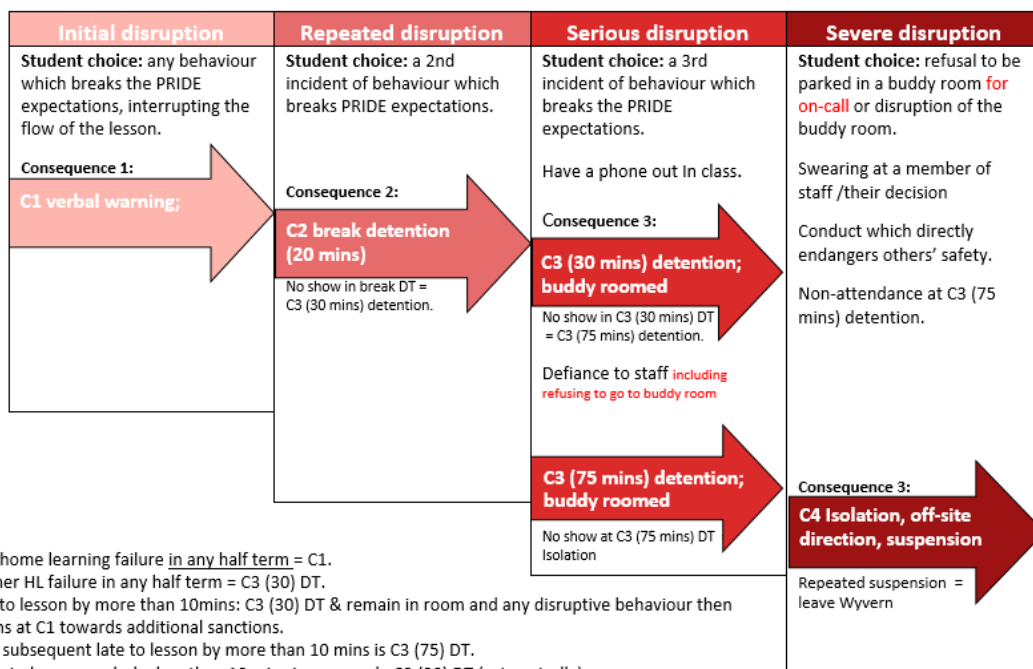 Initial disruption
Student choice: any behaviour
which breaks the PRIDE
expectations, interrupting the
flow of the lesson.
Consequence 1:
C1 verbal warning;
Repeated disruption
Student choice: a 2nd
incident of behaviour which
breaks PRIDE expectations.
Consequence 2:
C2 break detention
(20 mins)
No show in break DT =
C3 (30 mins) detention.
Serious disruption
Student choice: a 3rd
incident of behaviour which
breaks the PRIDE
expectations.
Have a phone out In class.
Consequence 3:
C3 (30 mins) detention;
buddy roomed
No show in C3 (30 mins) DT
= C3 (75 mins) detention.
Defiance to staff including
refusing to go to buddy room
C3 (75 mins) detention;
buddy roomed
No show at C3 (75 mins) DT
Isolation
Severe disruption
Student choice: refusal to be
parked in a buddy room for
on-call or disruption of the
buddy room.
Swearing at a member of
staff /their decision
Conduct which directly
endangers others' safety.
Non-attendance at C3 (75
mins) detention.
Consequence 3:
C4 Isolation, off-site
direction, suspension
Repeated suspension =
leave Wyvern
home learning failure in any half term = C1.
HL failure in any half term = C3 (30) DT.
to lesson by more than 10mins: C3 (30) DT & remain in room and any disruptive behaviour then
at C1 towards additional sanctions.
subsequent late to lesson by more than 10 mins is C3 (75) DT.